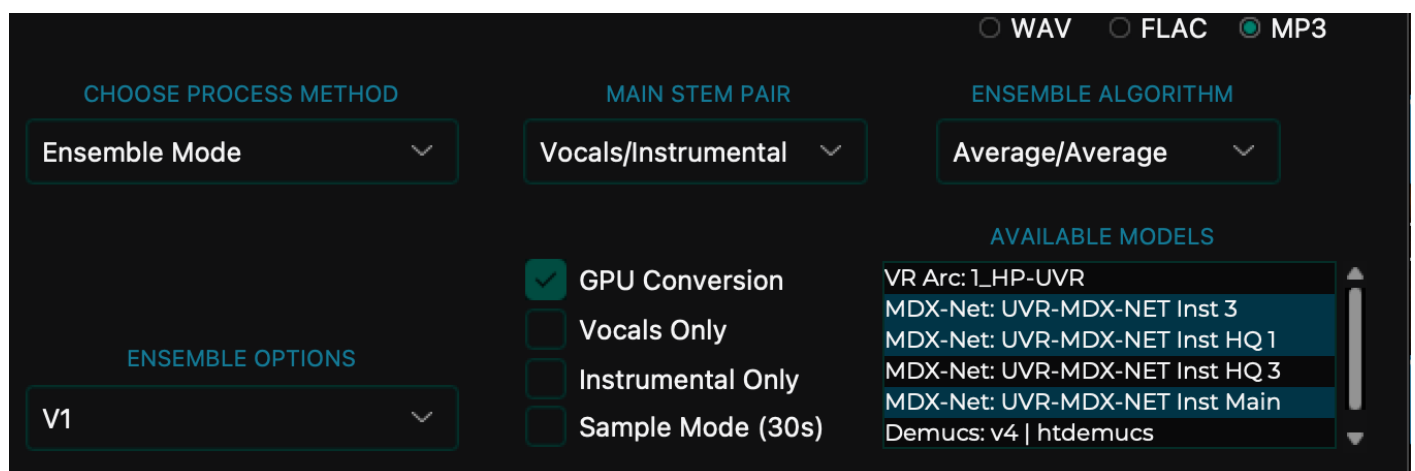 WAV FLAC MP3
CHOOSE PROCESS METHOD
Ensemble Mode
MAIN STEM PAIR
Vocals/Instrumental
ENSEMBLE ALGORITHM
Average/Average
ENSEMBLE OPTIONS
V1
GPU Conversion
Vocals Only
Instrumental Only
Sample Mode (30s)
AVAILABLE MODELS
VR Arc: 1_HP-UVR
MDX-Net: UVR-MDX-NET Inst 3
MDX-Net: UVR-MDX-NET Inst HQ 1
MDX-Net: UVR-MDX-NET Inst HQ 3
MDX-Net: UVR-MDX-NET Inst Main
Demucs: v4 | htdemucs